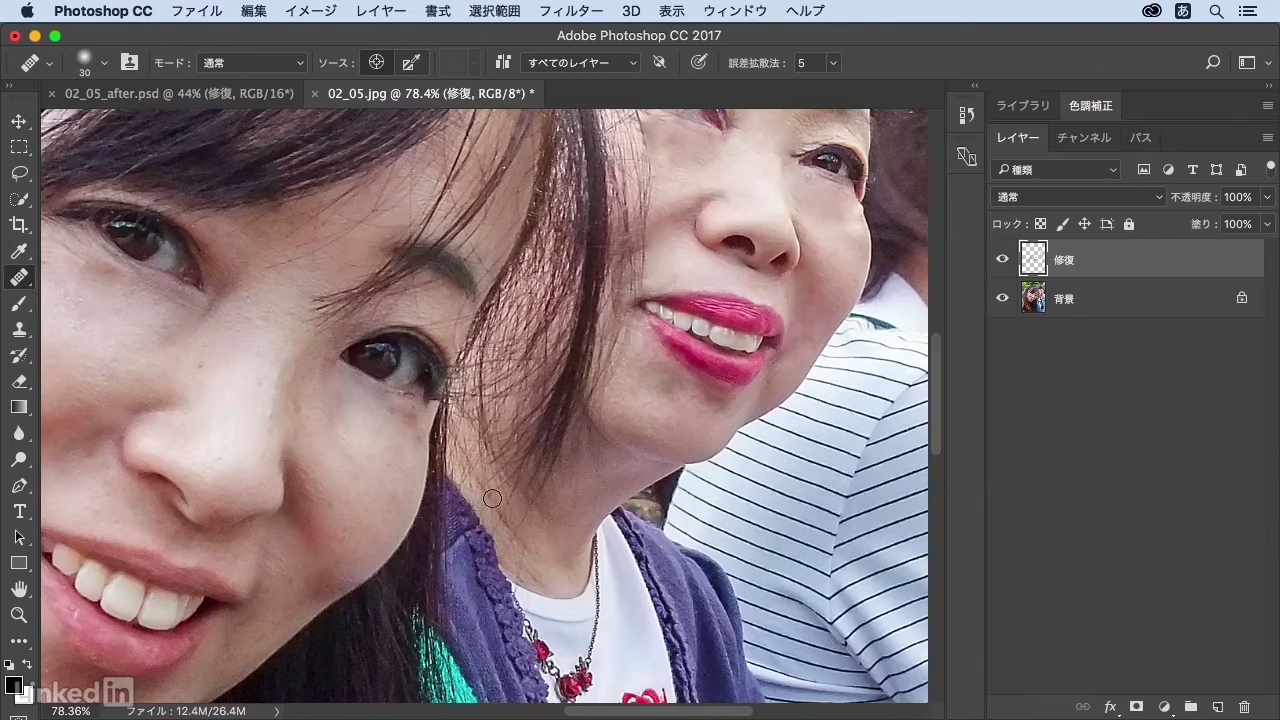 Photoshop CC ファイル 編集 イメージ レイヤー 書式 選択範囲 フィルター 3D 表示 ウィンドウ ヘルプ あ
Adobe Photoshop CC 2017
30 モード： 通常 ソース： すべてのレイヤー 誤差拡散法： 5
× 02_05_after.psd @ 44% (修復, RGB/16*) × 02_05.jpg @ 78.4% (修復, RGB/8*) *
ライブラリ 色調補正
レイヤー チャンネル パス
種類
通常 不透明度： 100%
ロック： 塗り： 100%
修復
背景
Linked in
78.36% ファイル : 12.4M/26.4M